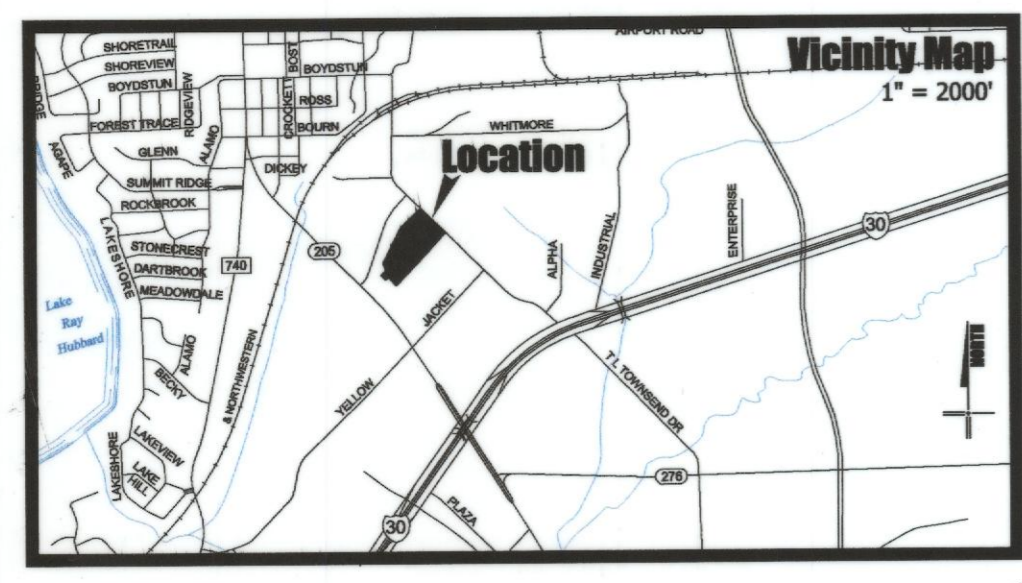 Vicinity Map
1" = 2000'
AIRPORT ROAD
SHORETRAIL
SHOREVIEW
BOYDSTUN
RIDGEVIEW
FOREST TRACE
AGAPE
GLENN
ALAMO
SUMMIT RIDGE
ROCKBROOK
LAKESHORE
STONECREST
DARTBROOK
MEADOWDALE
BOST
BOYDSTUN
ROSS
CROCKETT
BOURN
DICKEY
WHITMORE
Location
205
740
JACKET
YELLOW
ALPHA
INDUSTRIAL
ENTERPRISE
30
Lake
Ray
Hubbard
ALAMO
BECKY
& NORTHWESTERN
LAKEVIEW
LAKESHORE
LAKE
HILL
T L TOWNSEND DR
NORTH
276
PLAZA
30